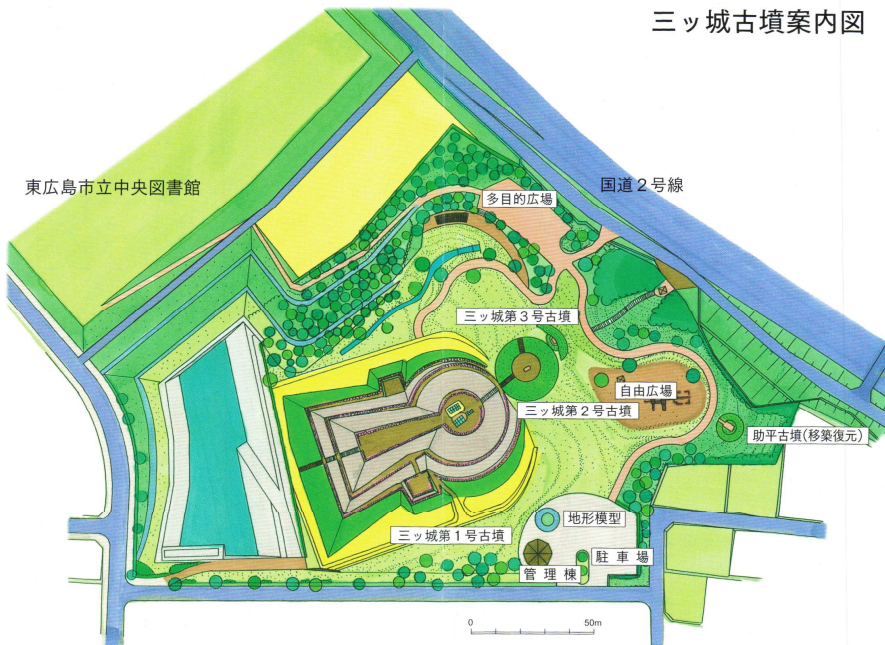 三ッ城古墳案内図
東広島市立中央図書館
国道2号線
多目的広場
三ッ城第3号古墳
自由広場
三ッ城第2号古墳
助平古墳(移築復元)
三ッ城第1号古墳
地形模型
駐車場
管理棟
0 50m